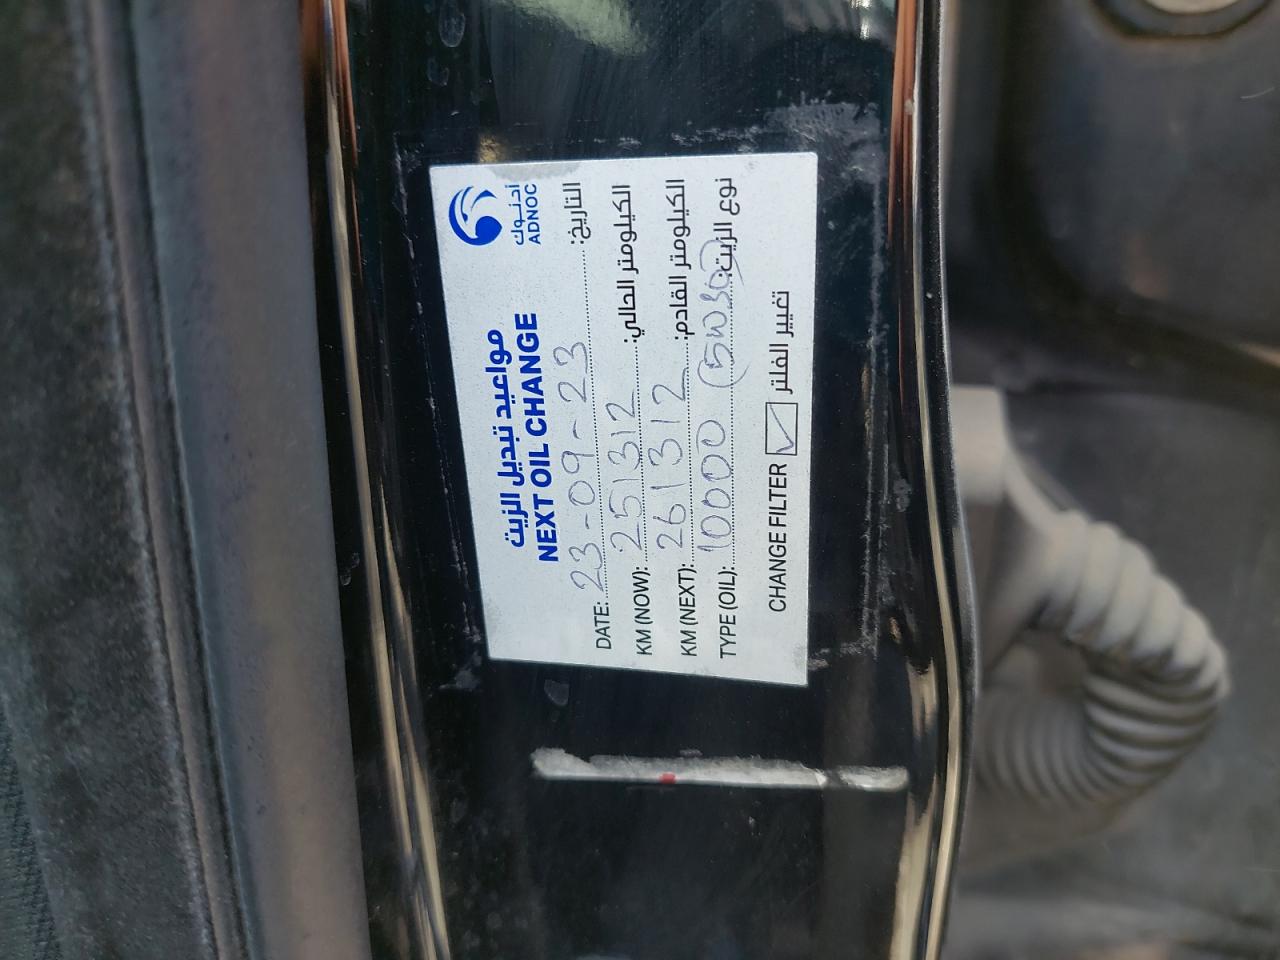 أدنوك
ADNOC
مواعيد تبديل الزيت
NEXT OIL CHANGE
DATE: 23-09-23 التاريخ:
KM (NOW): 251312 الكيلومتر الحالي:
KM (NEXT): 261312 الكيلومتر القادم:
TYPE (OIL): 10000 (5W30) نوع الزيت:
CHANGE FILTER ☑ تغيير الفلتر